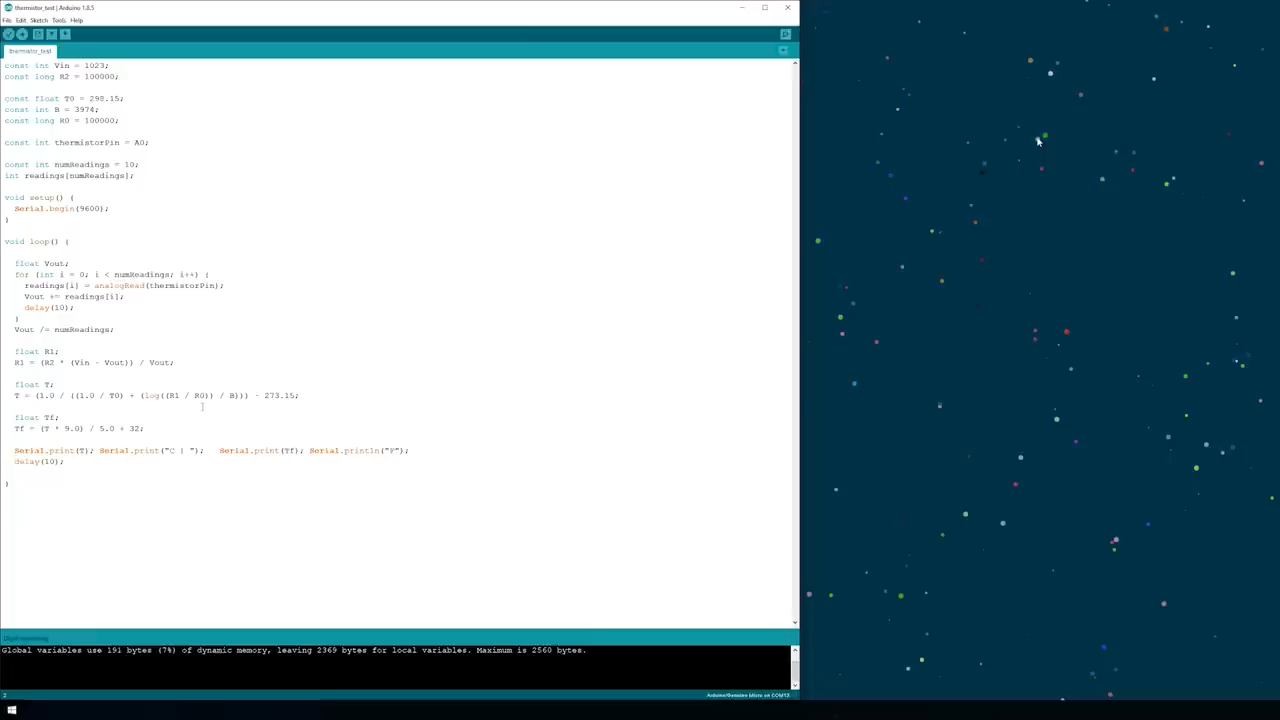 thermistor_test | Arduino 1.8.5
File Edit Sketch Tools Help
thermistor_test
const int Vin = 1023;
const long R2 = 100000;
const float T0 = 298.15;
const int B = 3974;
const long R0 = 100000;
const int thermistorPin = A0;
const int numReadings = 10;
int readings[numReadings];
void setup() {
Serial.begin(9600);
}
void loop() {
float Vout;
for (int i = 0; i < numReadings; i++) {
readings[i] = analogRead(thermistorPin);
Vout += readings[i];
delay(10);
}
Vout /= numReadings;
float R1;
R1 = (R2 * (Vin - Vout)) / Vout;
float T;
T = (1.0 / ((1.0 / T0) + (log((R1 / R0)) / B))) - 273.15;
float Tf;
Tf = (T * 9.0) / 5.0 + 32;
Serial.print(T); Serial.print("C | ");   Serial.print(Tf); Serial.println("F");
delay(10);
}
Global variables use 191 bytes (7%) of dynamic memory, leaving 2369 bytes for local variables. Maximum is 2560 bytes.
2
Arduino/Genuino Micro on COM12